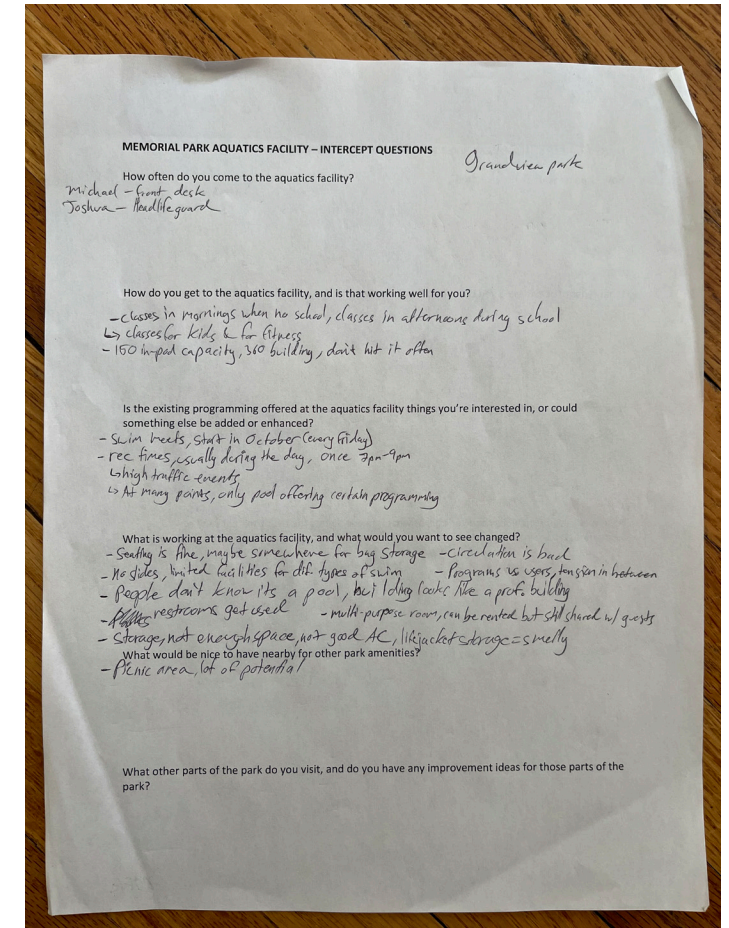 MEMORIAL PARK AQUATICS FACILITY – INTERCEPT QUESTIONS
Grandview park
How often do you come to the aquatics facility?
Michael – front desk
Joshua – Headlifeguard
How do you get to the aquatics facility, and is that working well for you?
- classes in mornings when no school, classes in afternoons during school
↳ classes for kids & for fitness
- 150 in-pool capacity, 360 building, don't hit it often
Is the existing programming offered at the aquatics facility things you're interested in, or could
something else be added or enhanced?
- Swim meets, start in October (every Friday)
- rec times, usually during the day, once 7pm-9pm
↳ high traffic events
↳ At many points, only pool offering certain programming
What is working at the aquatics facility, and what would you want to see changed?
- Seating is fine, maybe somewhere for bag storage - Circulation is bad
- No slides, limited facilities for dif. types of swim - Programs vs users, tension in between
- People don't know its a pool, building looks like a prof. building
- restrooms get used - multi-purpose room, can be rented but still shared w/ guests
- Storage, not enough space, not good AC, lifejacket storage = smelly
What would be nice to have nearby for other park amenities?
- Picnic area, lot of potential
What other parts of the park do you visit, and do you have any improvement ideas for those parts of the
park?